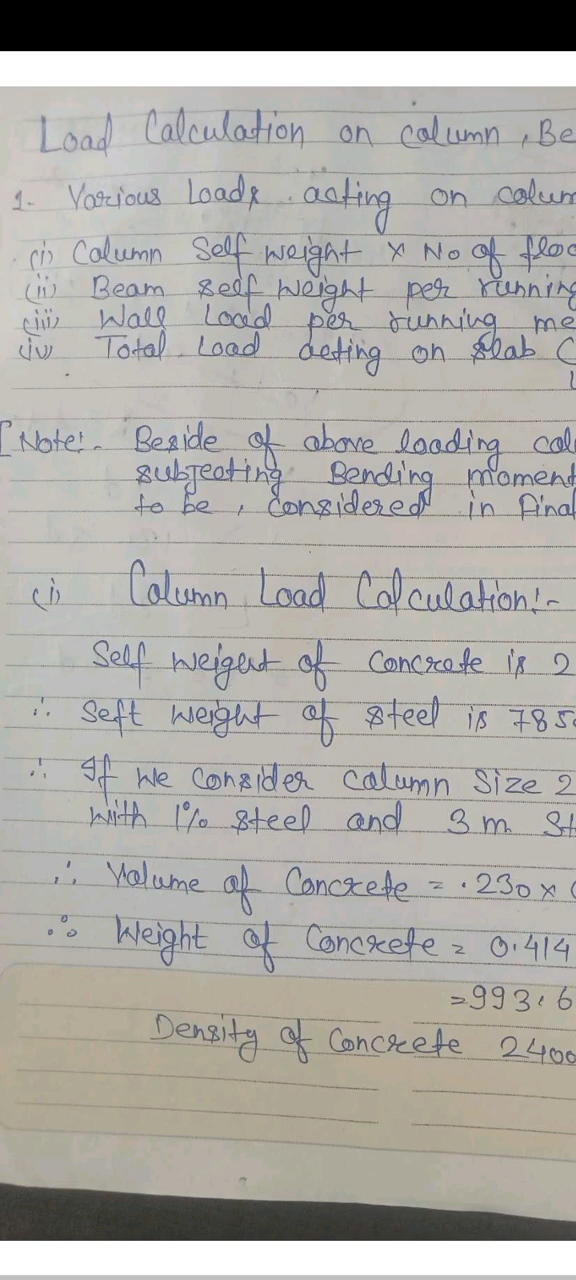 Load Calculation on column, Be
1. Various Loads acting on colum
(i) Column Self weight × No of floo
(ii) Beam self weight per running
(iii) Wall Load per running me
(iv) Total Load acting on slab (
[Note:- Beside of above loading col
subjecting Bending moment
to be, Considered in Final
(i) Column Load Calculation:-
Self weight of concrete is 2
∴ Seft weight of steel is 785
∴ If we consider column Size 2
with 1% steel and 3m St
∴ Volume of Concrete = .230 × (
∴ Weight of Concrete = 0.414
= 993.6
Density of Concrete 2400